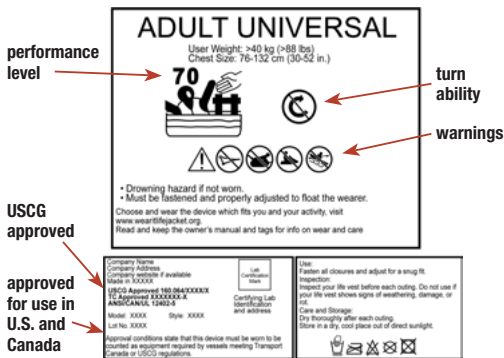 ADULT UNIVERSAL
User Weight: >40 kg (>88 lbs)
Chest Size: 76-132 cm (30-52 in.)
performance
level
70
turn
ability
warnings
• Drowning hazard if not worn.
• Must be fastened and properly adjusted to float the wearer.
Choose and wear the device which fits you and your activity, visit
www.wearitlifejacket.org.
Read and keep the owner's manual and tags for info on wear and care
USCG
approved
approved
for use in
U.S. and
Canada
Company Name
Company Address
Company website if available
Made in XXXXX
USCG Approved 160.064/XXXX/X
TC Approved XXXXXXX-X
ANSI/CAN/UL 12402-5
Model: XXXX Style: XXXX
Lot No. XXXX
Lab
Certification
Mark
Certifying Lab
Identification
and address
Approval conditions state that this device must be worn to be
counted as equipment required by vessels meeting Transport
Canada or USCG regulations.
Use:
Fasten all closures and adjust for a snug fit.
Inspection:
Inspect your life vest before each outing. Do not use if
your life vest shows signs of weathering, damage, or
rot.
Care and Storage:
Dry thoroughly after each outing.
Store in a dry, cool place out of direct sunlight.